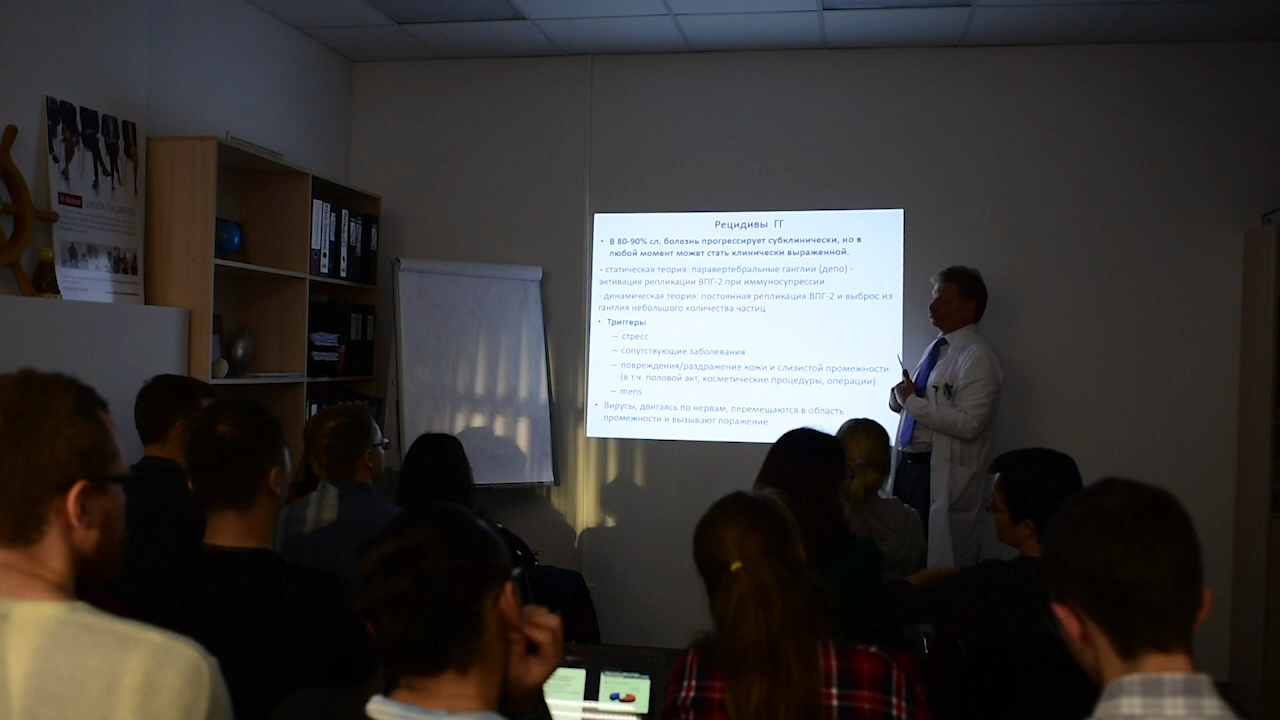 ШКОЛА ПАЦИЕНТА
Рецидивы ГГ
• В 80-90% сл. болезнь прогрессирует субклинически, но в
любой момент может стать клинически выраженной.
- статическая теория: паравертебральные ганглии (депо) -
активация репликации ВПГ-2 при иммуносупрессии
- динамическая теория: постоянная репликация ВПГ-2 и выброс из
ганглия небольшого количества частиц
• Триггеры
– стресс
– сопутствующие заболевания
– повреждения/раздражение кожи и слизистой промежности
(в т.ч. половой акт, косметические процедуры, операции)
– mens
• Вирусы, двигаясь по нервам, перемещаются в область
промежности и вызывают поражение